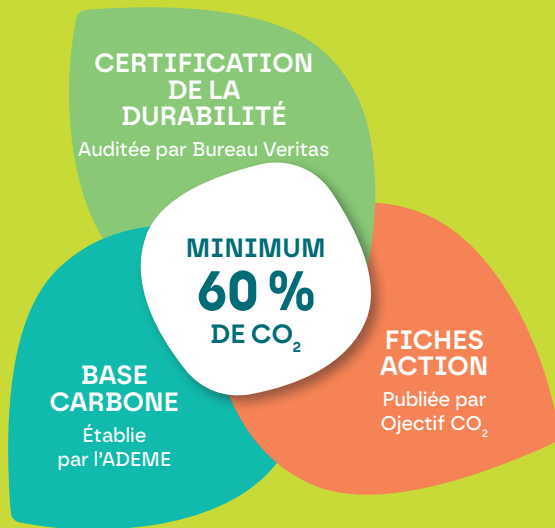 CERTIFICATION
DE LA
DURABILITÉ
Auditée par Bureau Veritas
MINIMUM
60 %
DE CO₂
FICHES
ACTION
Publiée par
Ojectif CO₂
BASE
CARBONE
Établie
par l'ADEME